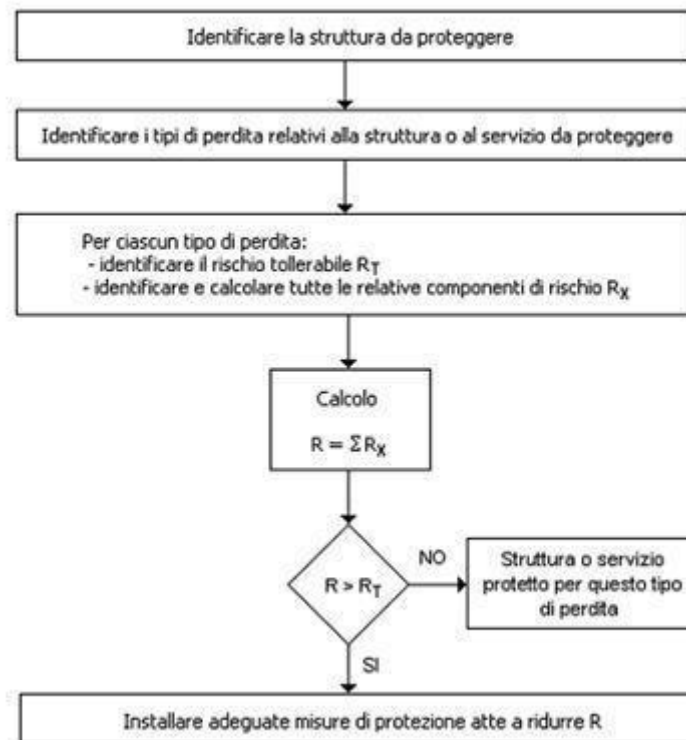 Identificare la struttura da proteggere
Identificare i tipi di perdita relativi alla struttura o al servizio da proteggere
Per ciascun tipo di perdita:
- identificare il rischio tollerabile RT
- identificare e calcolare tutte le relative componenti di rischio RX
Calcolo
R = ΣRX
R > RT
NO
Struttura o servizio
protetto per questo tipo
di perdita
SI
Installare adeguate misure di protezione atte a ridurre R